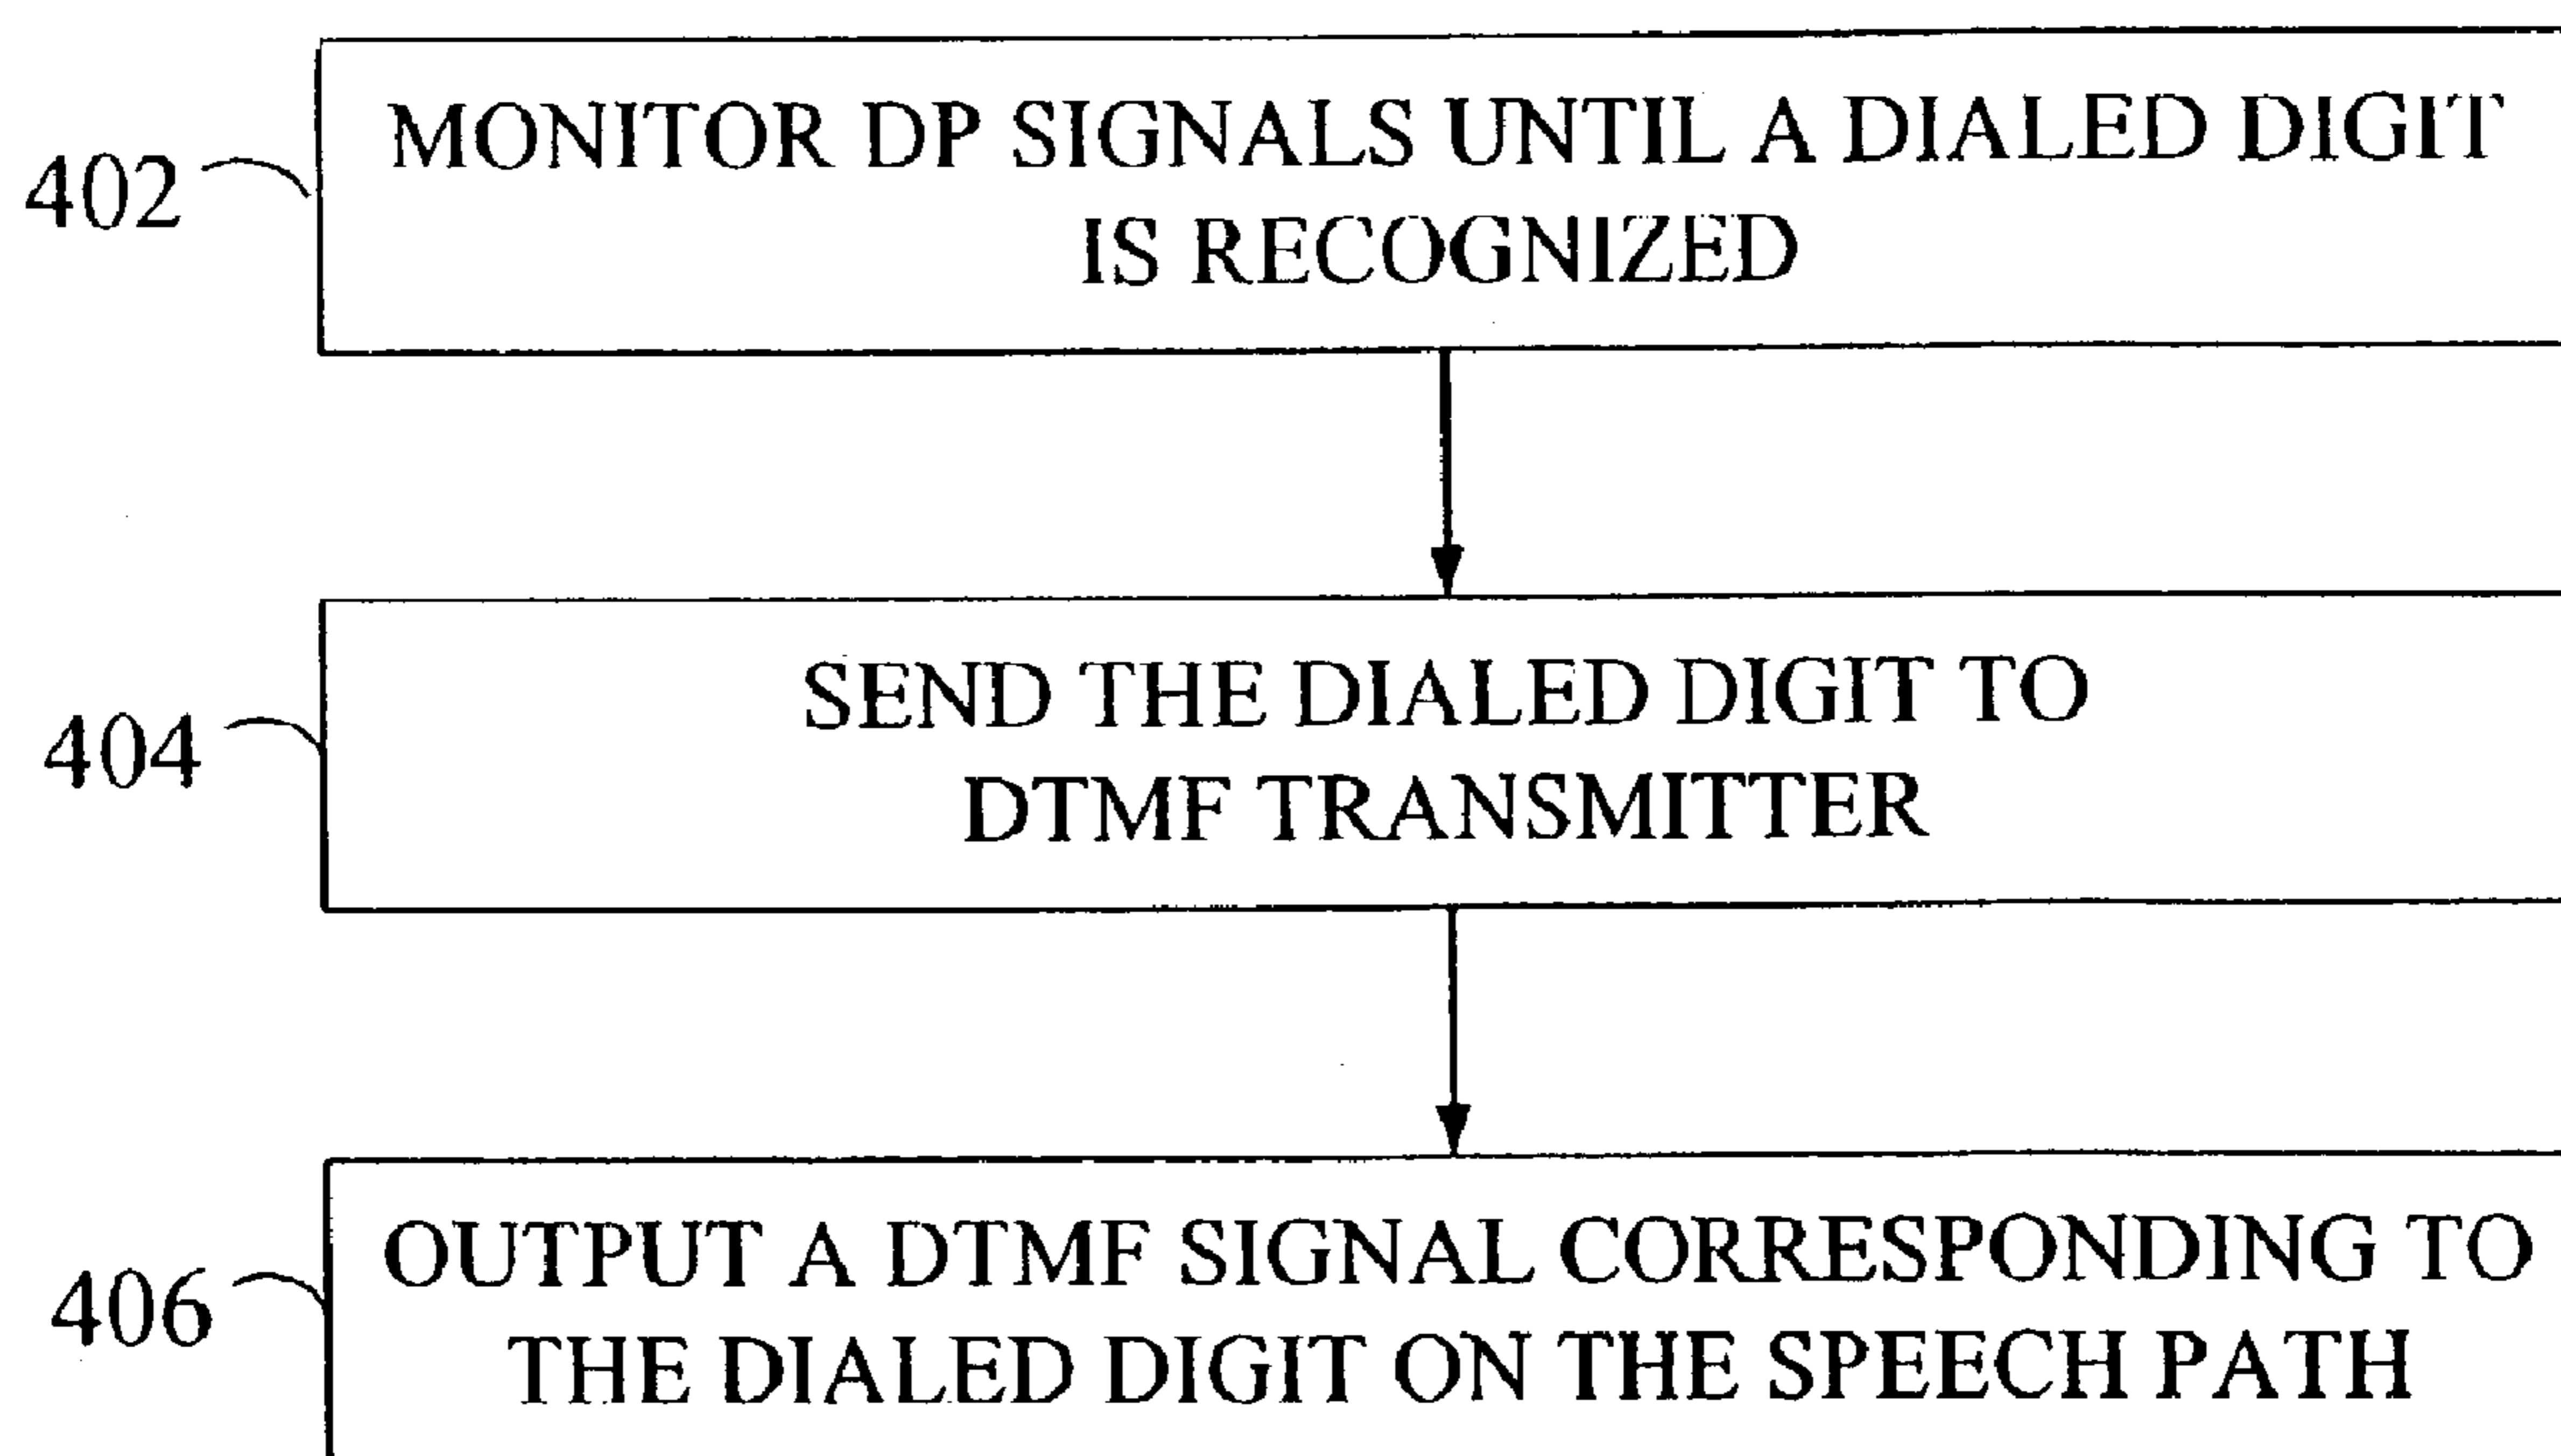 402
MONITOR DP SIGNALS UNTIL A DIALED DIGIT
IS RECOGNIZED
404
SEND THE DIALED DIGIT TO
DTMF TRANSMITTER
406
OUTPUT A DTMF SIGNAL CORRESPONDING TO
THE DIALED DIGIT ON THE SPEECH PATH